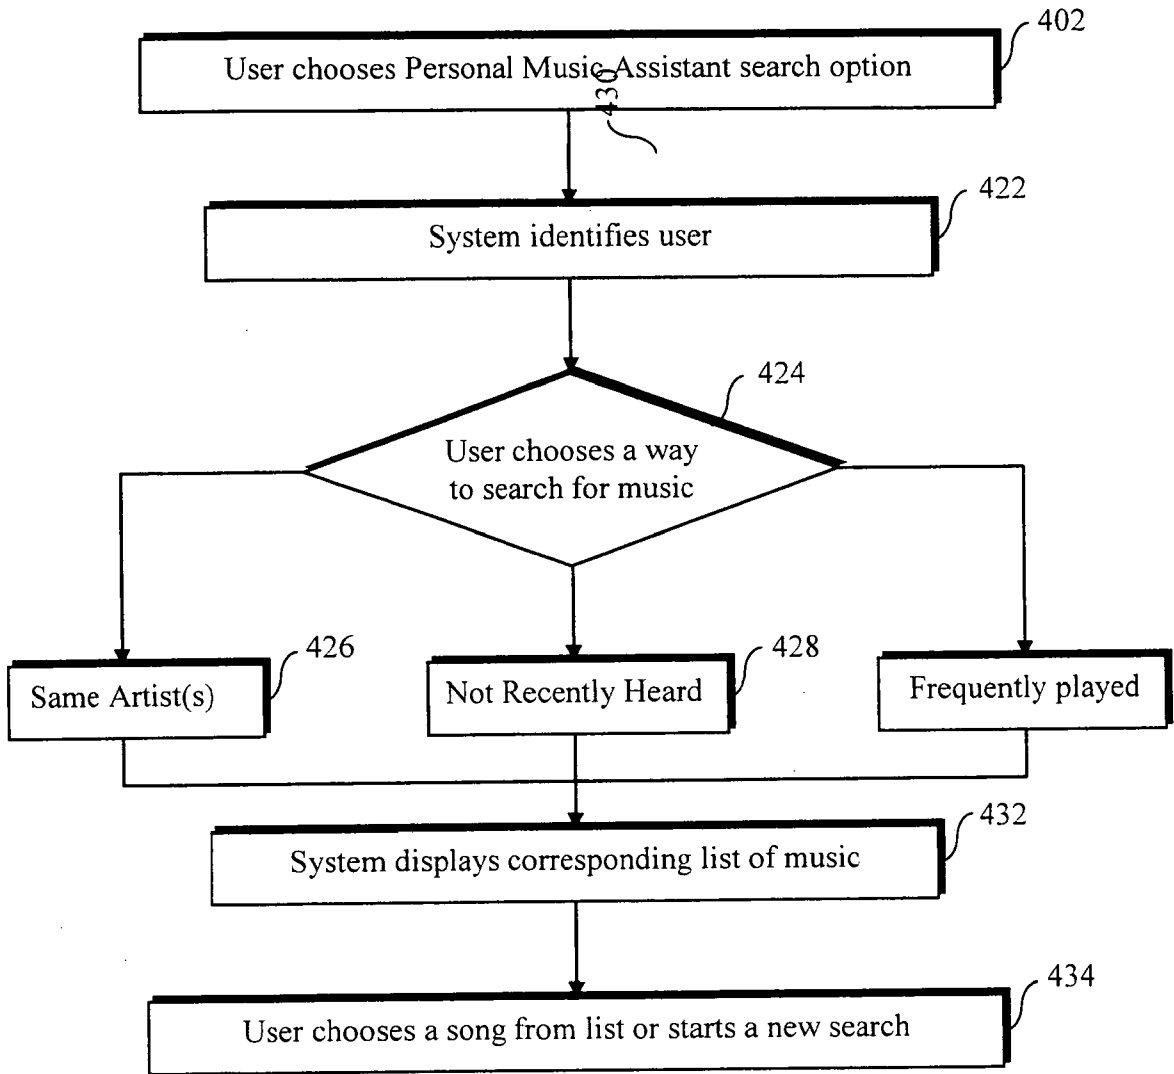 402
User chooses Personal Music Assistant search option
430
422
System identifies user
424
User chooses a way
to search for music
426
Same Artist(s)
428
Not Recently Heard
Frequently played
432
System displays corresponding list of music
434
User chooses a song from list or starts a new search